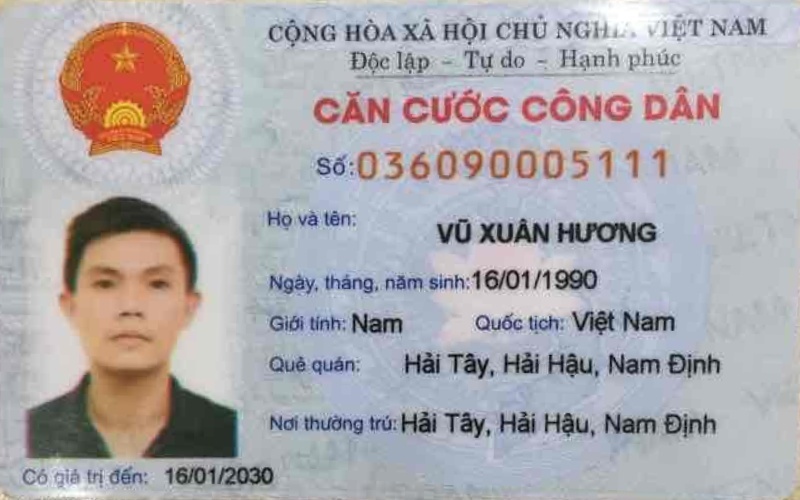 CỘNG HÒA XÃ HỘI CHỦ NGHĨA VIỆT NAM
Độc lập - Tự do - Hạnh phúc
CĂN CƯỚC CÔNG DÂN
Số: 036090005111
Họ và tên:
VŨ XUÂN HƯƠNG
Ngày, tháng, năm sinh: 16/01/1990
Giới tính: Nam Quốc tịch: Việt Nam
Quê quán: Hải Tây, Hải Hậu, Nam Định
Nơi thường trú: Hải Tây, Hải Hậu, Nam Định
Có giá trị đến: 16/01/2030